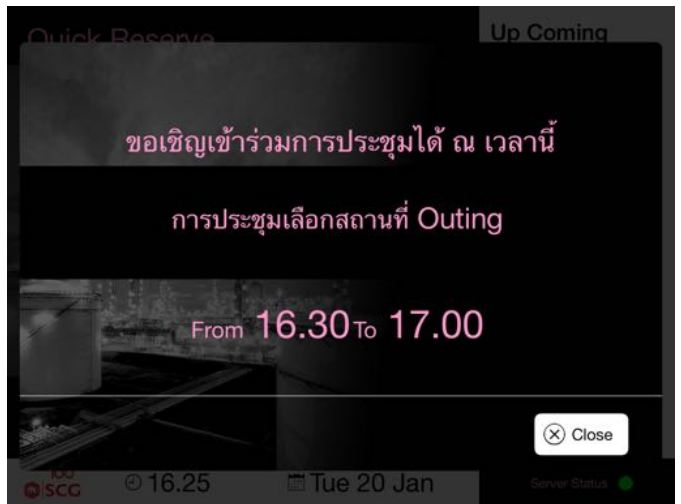 Quick Reserve
Up Coming
ขอเชิญเข้าร่วมการประชุมได้ ณ เวลานี้
การประชุมเลือกสถานที่ Outing
From 16.30 To 17.00
Close
100
SCG
16.25
Tue 20 Jan
Server Status